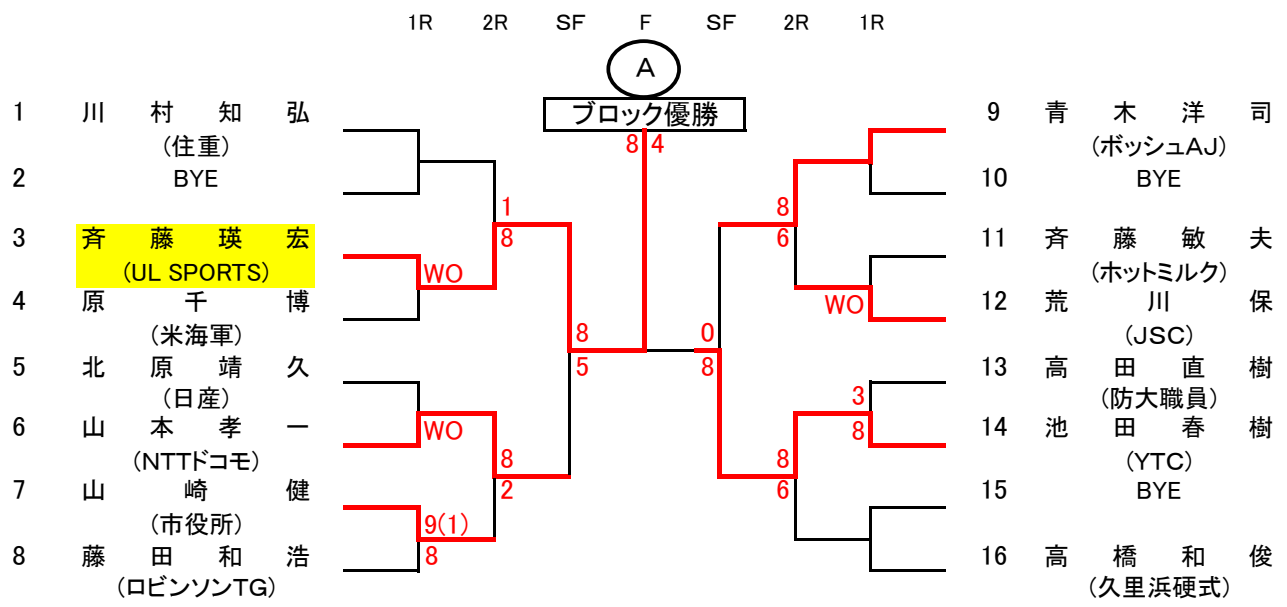 1R 2R SF F SF 2R 1R
A
ブロック優勝
8 4
1 川村知弘
(住重)
2 BYE
3 斉藤瑛宏
(UL SPORTS)
4 原千博
(米海軍)
5 北原靖久
(日産)
6 山本孝一
(NTTドコモ)
7 山崎健
(市役所)
8 藤田和浩
(ロビンソンTG)
WO
WO
9(1)
8
1
8
8
2
8
5
0
8
8
6
8
6
WO
3
8
9 青木洋司
(ボッシュAJ)
10 BYE
11 斉藤敏夫
(ホットミルク)
12 荒川保
(JSC)
13 高田直樹
(防大職員)
14 池田春樹
(YTC)
15 BYE
16 高橋和俊
(久里浜硬式)